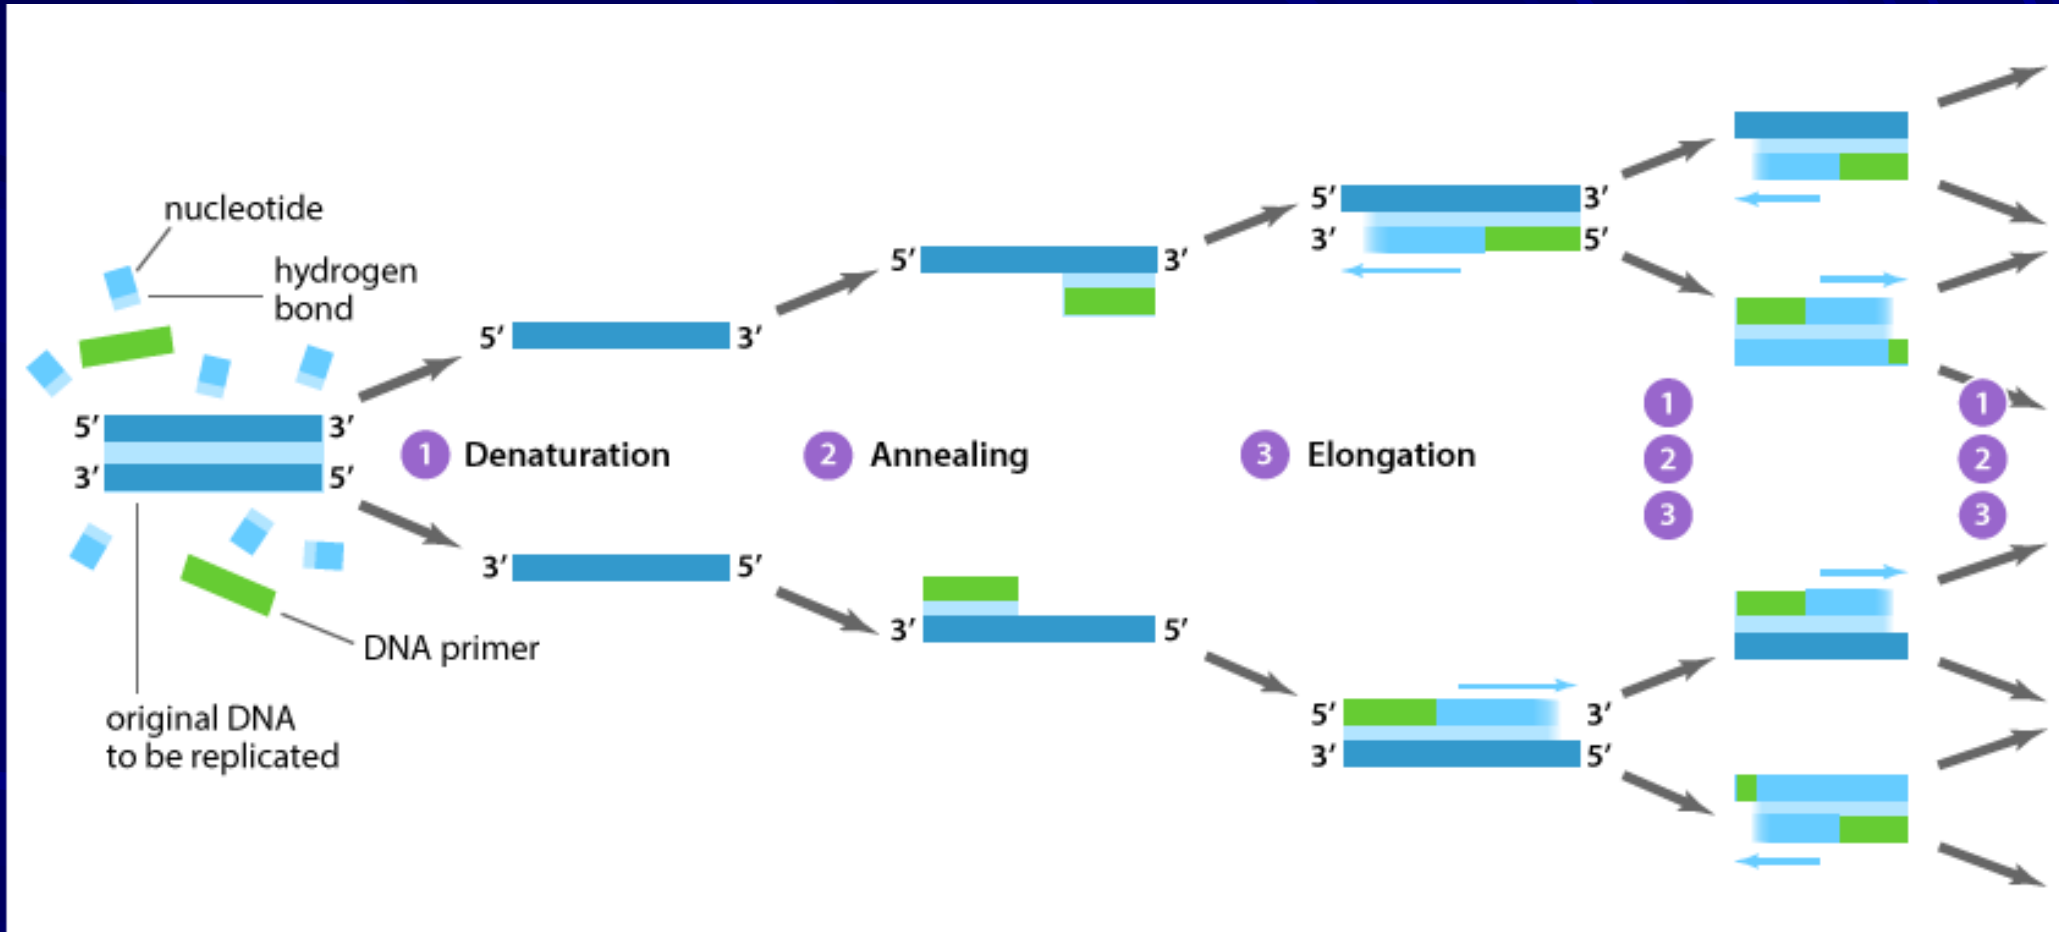 nucleotide
hydrogen
bond
5′ 3′
3′ 5′
DNA primer
original DNA
to be replicated
5′ 3′
1 Denaturation
3′ 5′
5′ 3′
2 Annealing
3′ 5′
5′ 3′
3′ 5′
3 Elongation
5′ 3′
3′ 5′
1
2
3
1
2
3